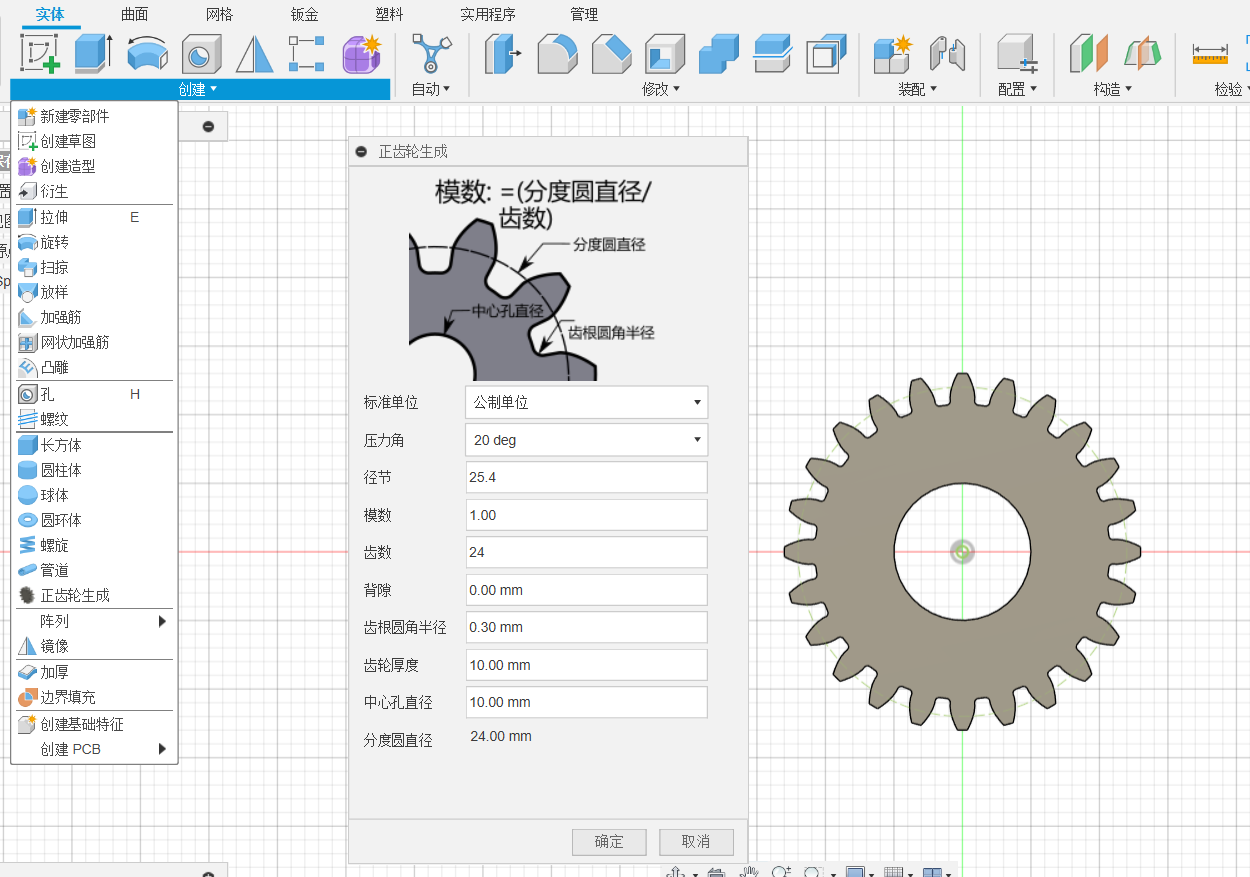 实体 曲面 网格 钣金 塑料 实用程序 管理
创建 自动 修改 装配 配置 构造 检验
新建零部件
创建草图
创建造型
衍生
拉伸 E
旋转
扫掠
放样
加强筋
网状加强筋
凸雕
孔 H
螺纹
长方体
圆柱体
球体
圆环体
螺旋
管道
正齿轮生成
阵列
镜像
加厚
边界填充
创建基础特征
创建 PCB
正齿轮生成
模数: =(分度圆直径/
齿数)
分度圆直径
中心孔直径
齿根圆角半径
标准单位 公制单位
压力角 20 deg
径节 25.4
模数 1.00
齿数 24
背隙 0.00 mm
齿根圆角半径 0.30 mm
齿轮厚度 10.00 mm
中心孔直径 10.00 mm
分度圆直径 24.00 mm
确定 取消